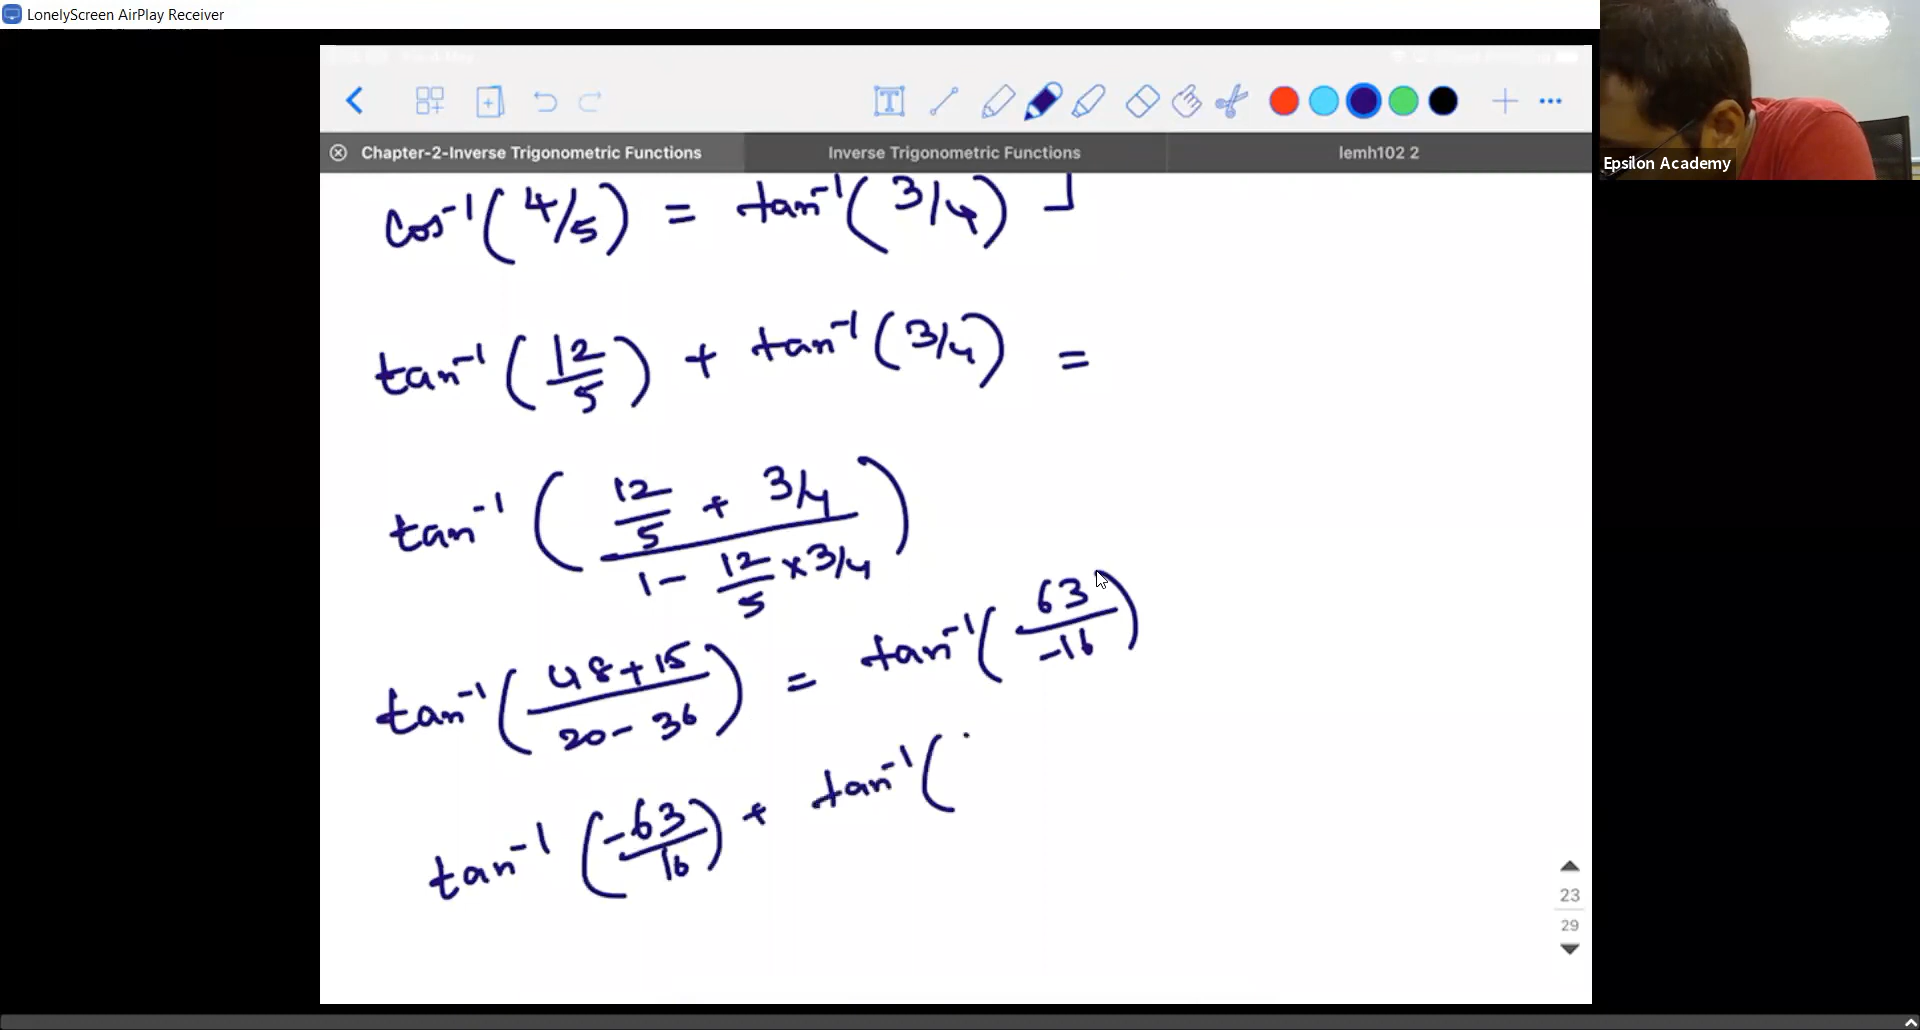 LonelyScreen AirPlay Receiver
T
Chapter-2-Inverse Trigonometric Functions
Inverse Trigonometric Functions
lemh102 2
Epsilon Academy
cos⁻¹(4/5) = tan⁻¹(3/4) ]
tan⁻¹(12/5) + tan⁻¹(3/4) =
tan⁻¹((12/5 + 3/4)/(1 - 12/5 × 3/4))
tan⁻¹((48+15)/(20-36)) = tan⁻¹(63/-16)
tan⁻¹(-63/16) + tan⁻¹(
23
29